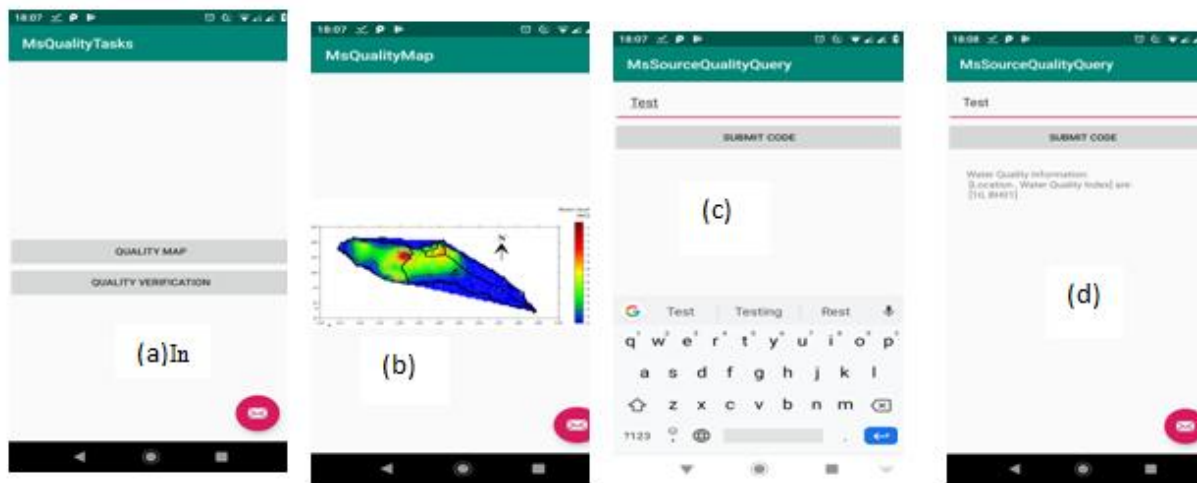 18:07
MsQualityTasks
QUALITY MAP
QUALITY VERIFICATION
(a)In
18:07
MsQualityMap
N
(b)
18:07
MsSourceQualityQuery
Test
SUBMIT CODE
(c)
G Test Testing Rest
q w e r t y u i o p
a s d f g h j k l
z x c v b n m
?123 .
18:08
MsSourceQualityQuery
Test
SUBMIT CODE
Water Quality Information:
[Location , Water Quality Index] are:
(d)